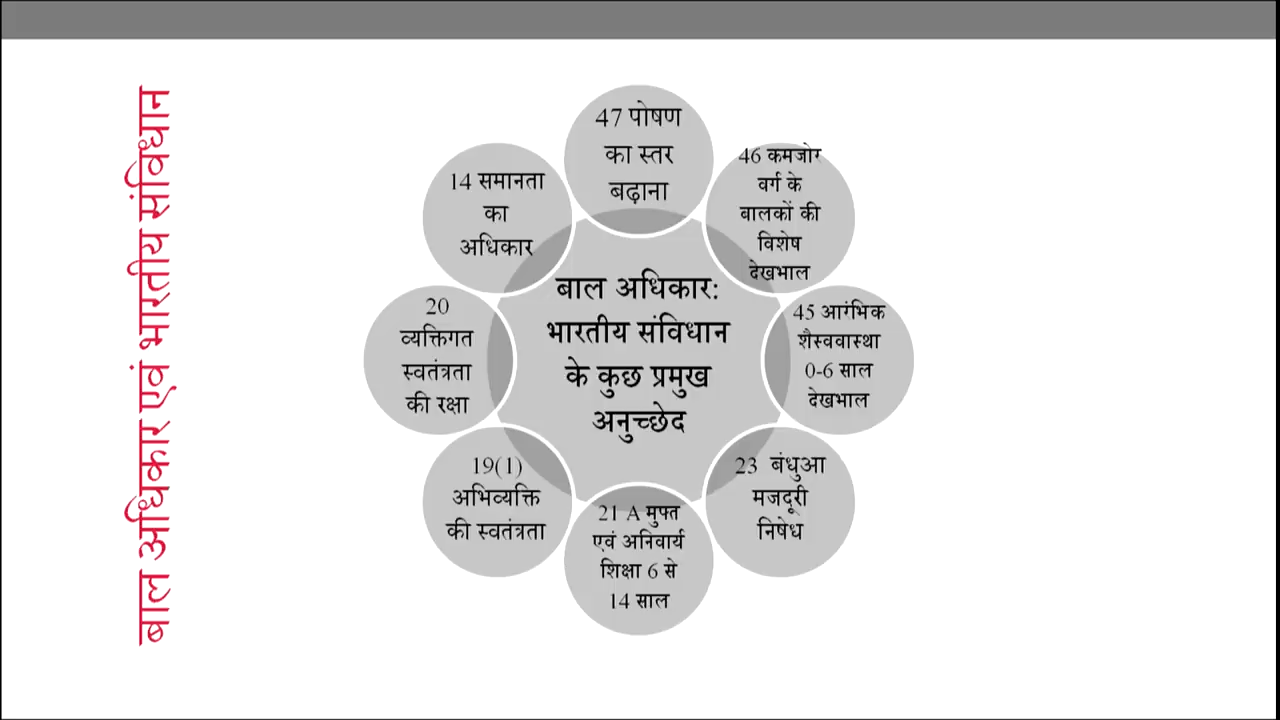 बाल अधिकार एवं भारतीय संविधान
47 पोषण
का स्तर
बढ़ाना
46 कमजोर
वर्ग के
बालकों की
विशेष
देखभाल
45 आरंभिक
शैस्ववास्था
0-6 साल
देखभाल
23 बंधुआ
मजदूरी
निषेध
21 A मुफ्त
एवं अनिवार्य
शिक्षा 6 से
14 साल
19(1)
अभिव्यक्ति
की स्वतंत्रता
20
व्यक्तिगत
स्वतंत्रता
की रक्षा
14 समानता
का
अधिकार
बाल अधिकार:
भारतीय संविधान
के कुछ प्रमुख
अनुच्छेद